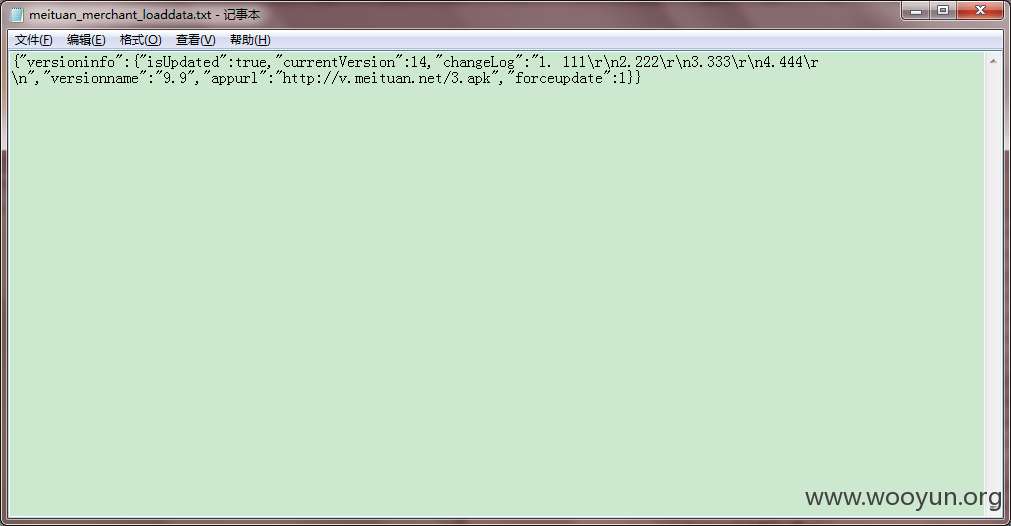 meituan_merchant_loaddata.txt - 记事本
文件(F) 编辑(E) 格式(O) 查看(V) 帮助(H)
{"versioninfo":{"isUpdated":true,"currentVersion":14,"changeLog":"1. 111\r\n2.222\r\n3.333\r\n4.444\r
\n","versionname":"9.9","appurl":"http://v.meituan.net/3.apk","forceupdate":1}}
www.wooyun.org